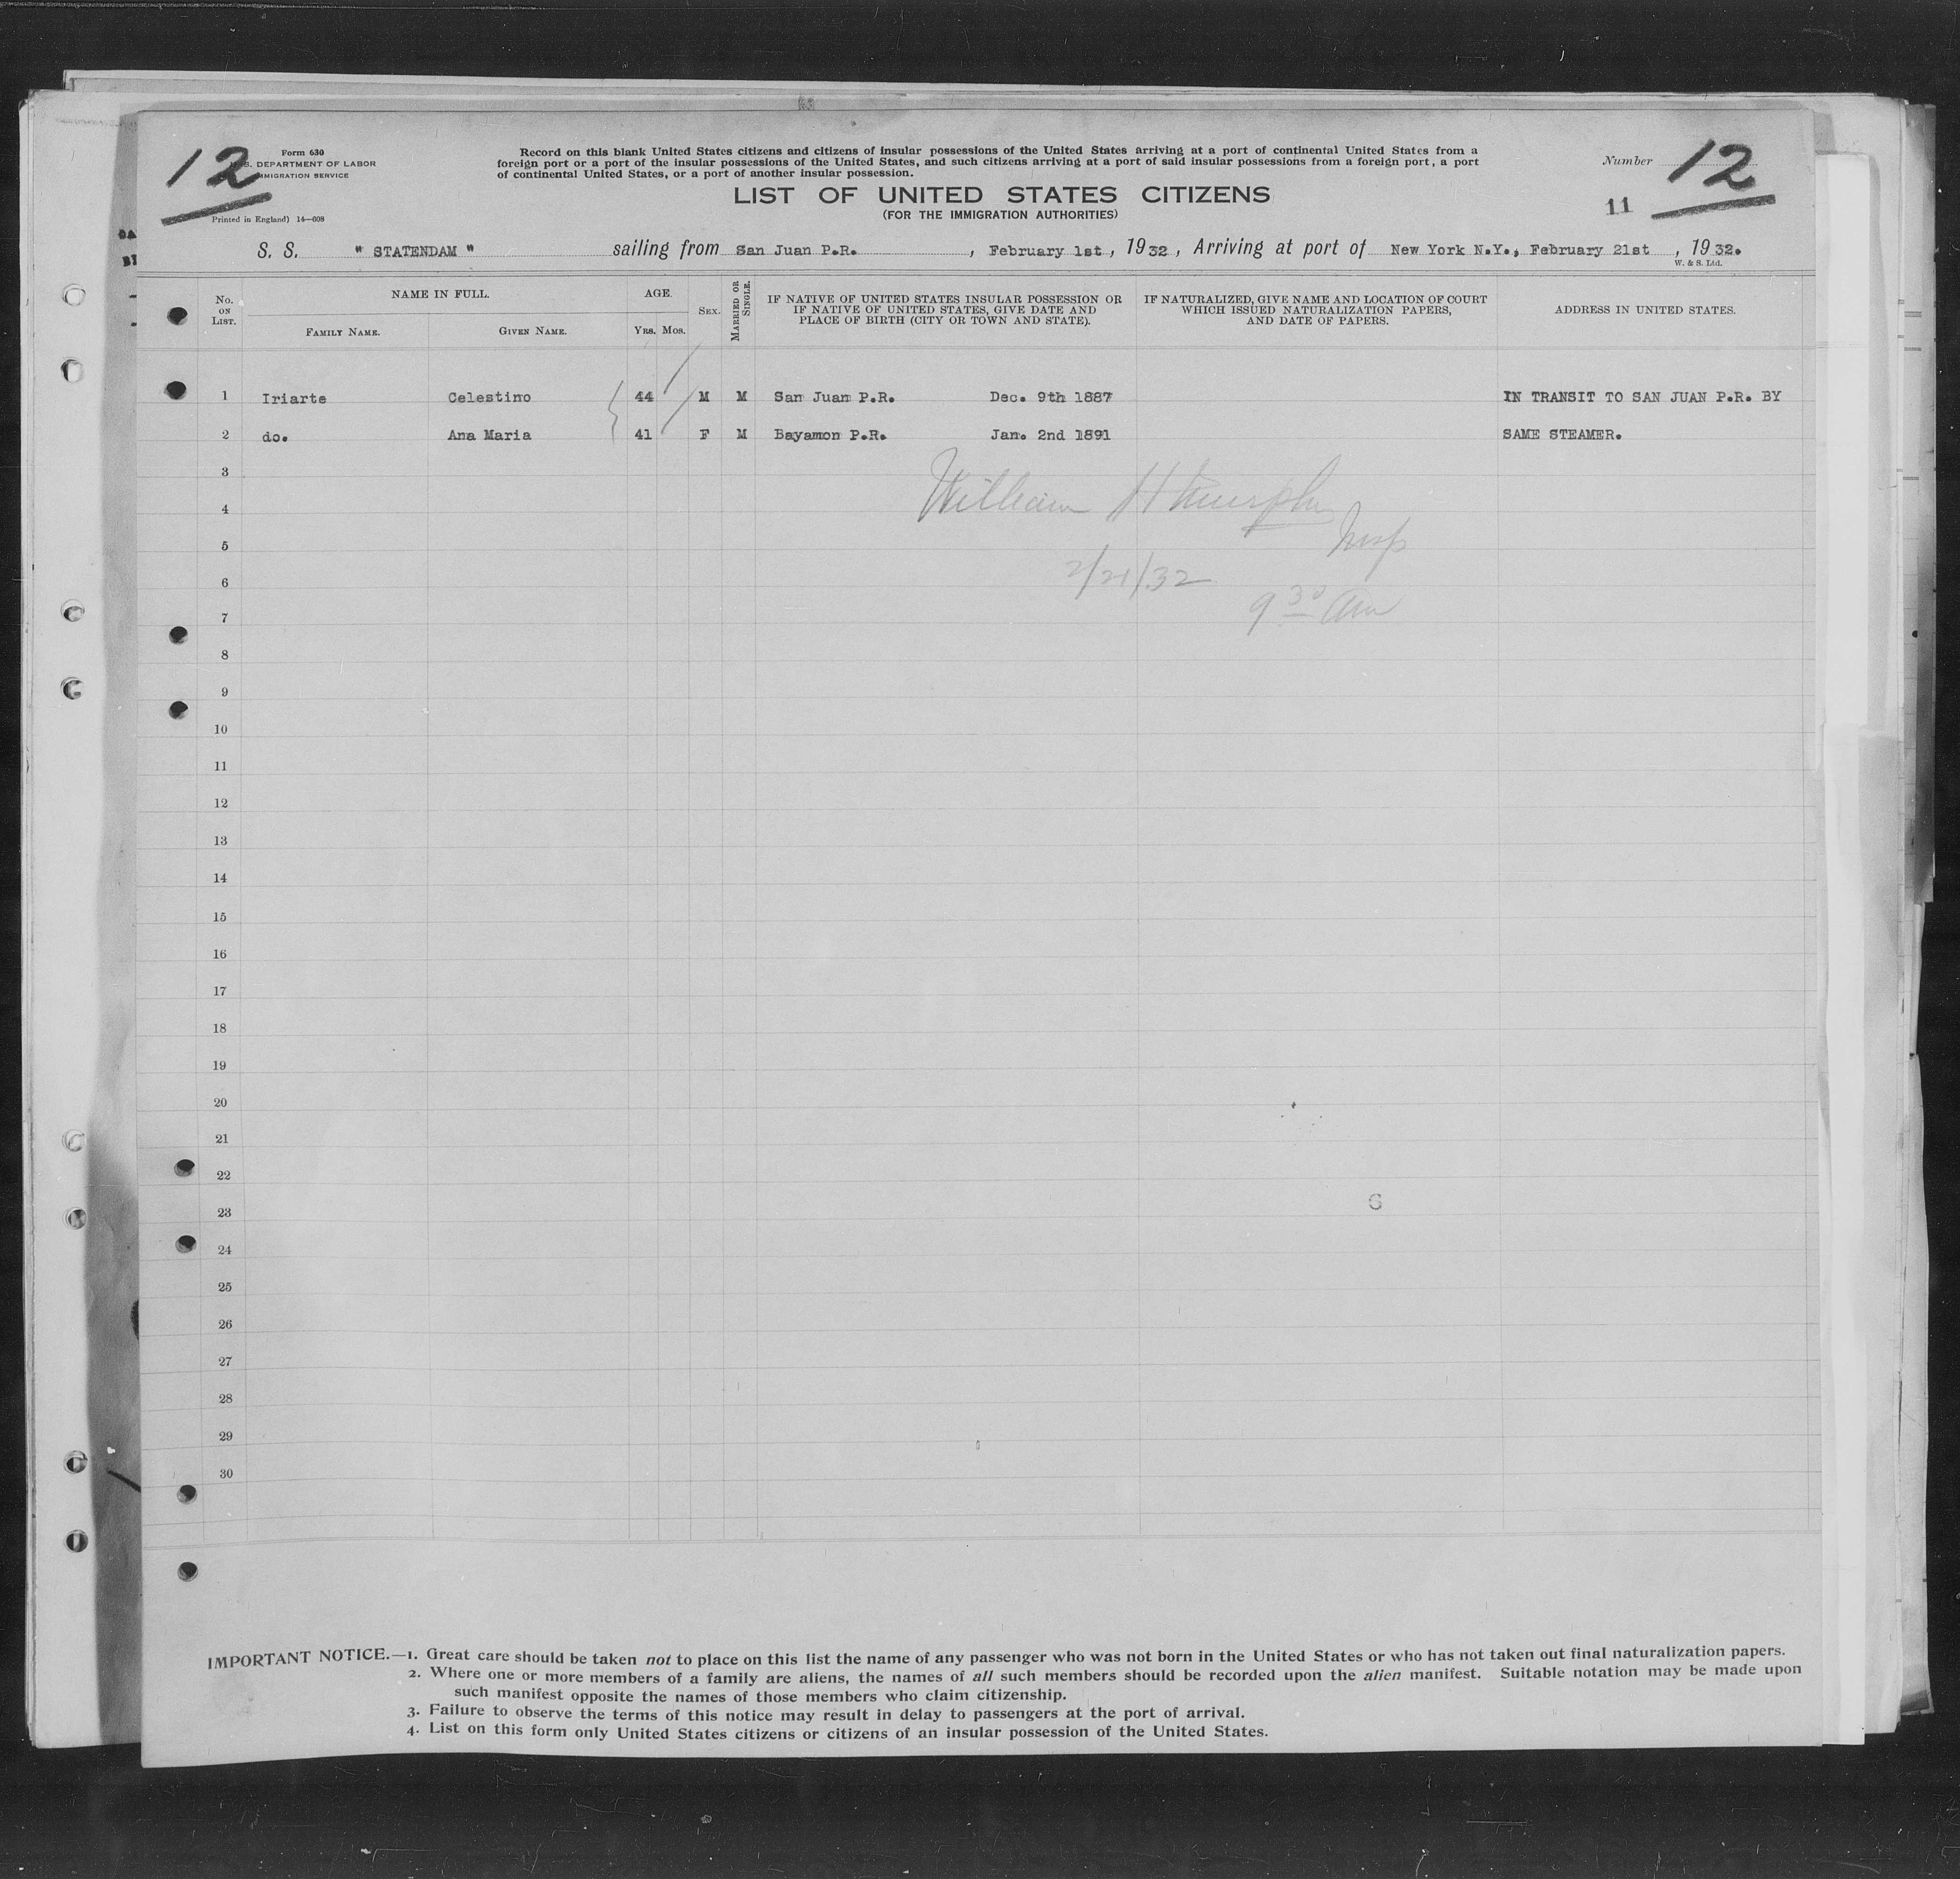 12
Form 630
U.S. DEPARTMENT OF LABOR
IMMIGRATION SERVICE
Printed in England) 14—608
Record on this blank United States citizens and citizens of insular possessions of the United States arriving at a port of continental United States from a
foreign port or a port of the insular possessions of the United States, and such citizens arriving at a port of said insular possessions from a foreign port, a port
of continental United States, or a port of another insular possession.
LIST OF UNITED STATES CITIZENS
(FOR THE IMMIGRATION AUTHORITIES)
Number 12
11
S. S. " STATENDAM " sailing from San Juan P.R. , February 1st , 1932 , Arriving at port of New York N.Y., February 21st , 1932.
W. & S. Ltd.
No. ON LIST.
NAME IN FULL.
FAMILY NAME.
GIVEN NAME.
AGE.
YRS. MOS.
SEX.
MARRIED OR SINGLE.
IF NATIVE OF UNITED STATES INSULAR POSSESSION OR
IF NATIVE OF UNITED STATES, GIVE DATE AND
PLACE OF BIRTH (CITY OR TOWN AND STATE).
IF NATURALIZED, GIVE NAME AND LOCATION OF COURT
WHICH ISSUED NATURALIZATION PAPERS,
AND DATE OF PAPERS.
ADDRESS IN UNITED STATES.
1 Iriarte Celestino 44 M M San Juan P.R. Dec. 9th 1887 IN TRANSIT TO SAN JUAN P.R. BY
2 do. Ana Maria 41 F M Bayamon P.R. Jan. 2nd 1891 SAME STEAMER.
3
William H Murphy
4
Insp
5
2/21/32
6
9 30 am
7
8
9
10
11
12
13
14
15
16
17
18
19
20
21
22
23
24
25
26
27
28
29
30
IMPORTANT NOTICE.—1. Great care should be taken not to place on this list the name of any passenger who was not born in the United States or who has not taken out final naturalization papers.
2. Where one or more members of a family are aliens, the names of all such members should be recorded upon the alien manifest. Suitable notation may be made upon
such manifest opposite the names of those members who claim citizenship.
3. Failure to observe the terms of this notice may result in delay to passengers at the port of arrival.
4. List on this form only United States citizens or citizens of an insular possession of the United States.